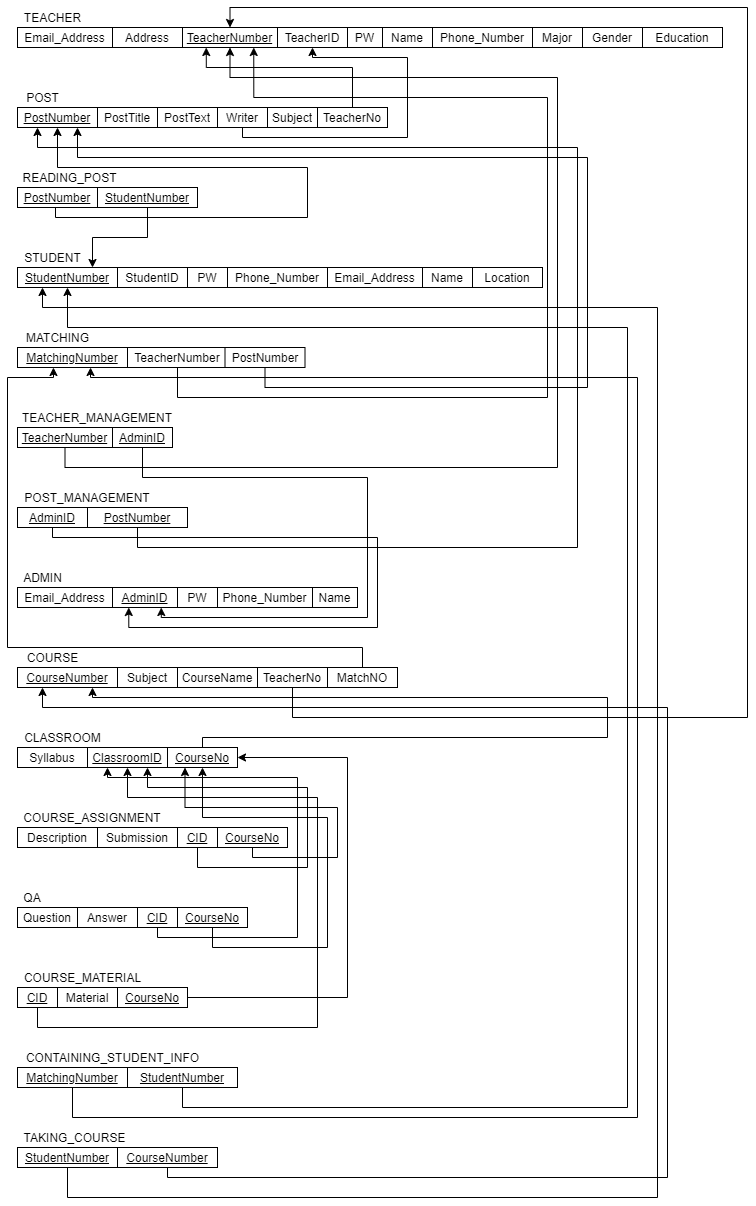 TEACHER
Email_Address Address TeacherNumber TeacherID PW Name Phone_Number Major Gender Education
POST
PostNumber PostTitle PostText Writer Subject TeacherNo
READING_POST
PostNumber StudentNumber
STUDENT
StudentNumber StudentID PW Phone_Number Email_Address Name Location
MATCHING
MatchingNumber TeacherNumber PostNumber
TEACHER_MANAGEMENT
TeacherNumber AdminID
POST_MANAGEMENT
AdminID PostNumber
ADMIN
Email_Address AdminID PW Phone_Number Name
COURSE
CourseNumber Subject CourseName TeacherNo MatchNO
CLASSROOM
Syllabus ClassroomID CourseNo
COURSE_ASSIGNMENT
Description Submission CID CourseNo
QA
Question Answer CID CourseNo
COURSE_MATERIAL
CID Material CourseNo
CONTAINING_STUDENT_INFO
MatchingNumber StudentNumber
TAKING_COURSE
StudentNumber CourseNumber